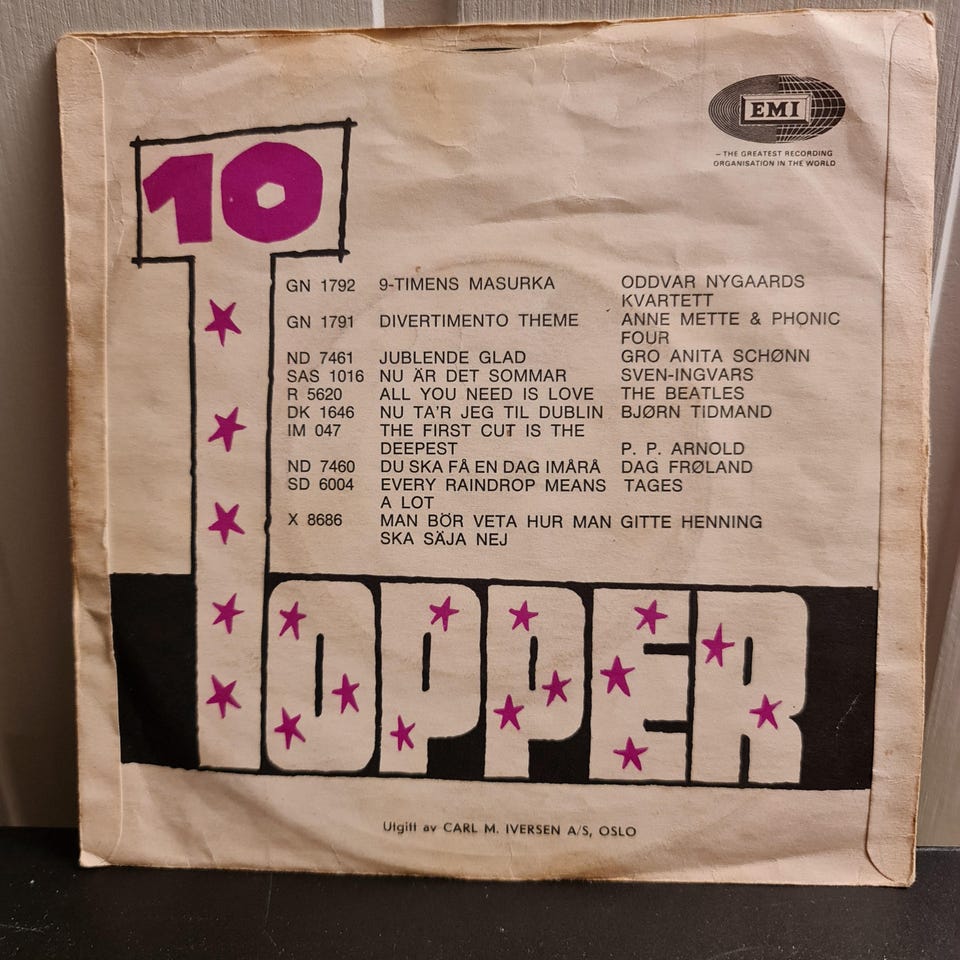 EMI
— THE GREATEST RECORDING
ORGANISATION IN THE WORLD
10
GN 1792 9-TIMENS MASURKA ODDVAR NYGAARDS
KVARTETT
GN 1791 DIVERTIMENTO THEME ANNE METTE & PHONIC
FOUR
ND 7461 JUBLENDE GLAD GRO ANITA SCHØNN
SAS 1016 NU ÄR DET SOMMAR SVEN-INGVARS
R 5620 ALL YOU NEED IS LOVE THE BEATLES
DK 1646 NU TA'R JEG TIL DUBLIN BJØRN TIDMAND
IM 047 THE FIRST CUT IS THE
DEEPEST P. P. ARNOLD
ND 7460 DU SKA FÅ EN DAG IMÅRÅ DAG FRØLAND
SD 6004 EVERY RAINDROP MEANS TAGES
A LOT
X 8686 MAN BÖR VETA HUR MAN GITTE HENNING
SKA SÄJA NEJ
TOPPER
Utgitt av CARL M. IVERSEN A/S, OSLO